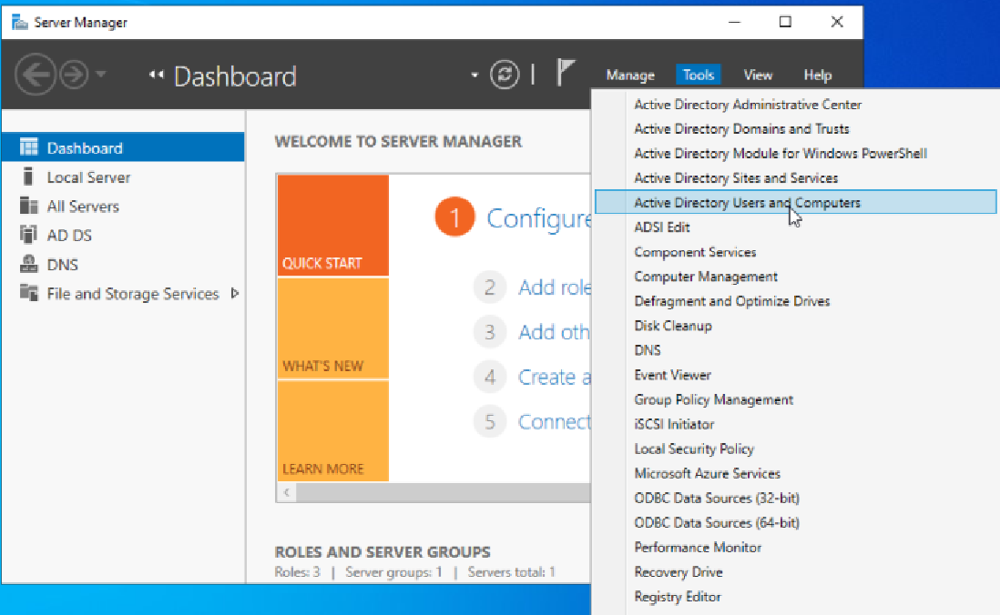 Server Manager
Dashboard
Manage Tools View Help
Dashboard
Local Server
All Servers
AD DS
DNS
File and Storage Services
WELCOME TO SERVER MANAGER
QUICK START
WHAT'S NEW
LEARN MORE
1 Configure
2 Add role
3 Add oth
4 Create a
5 Connect
ROLES AND SERVER GROUPS
Roles: 3 | Server groups: 1 | Servers total: 1
Active Directory Administrative Center
Active Directory Domains and Trusts
Active Directory Module for Windows PowerShell
Active Directory Sites and Services
Active Directory Users and Computers
ADSI Edit
Component Services
Computer Management
Defragment and Optimize Drives
Disk Cleanup
DNS
Event Viewer
Group Policy Management
iSCSI Initiator
Local Security Policy
Microsoft Azure Services
ODBC Data Sources (32-bit)
ODBC Data Sources (64-bit)
Performance Monitor
Recovery Drive
Registry Editor